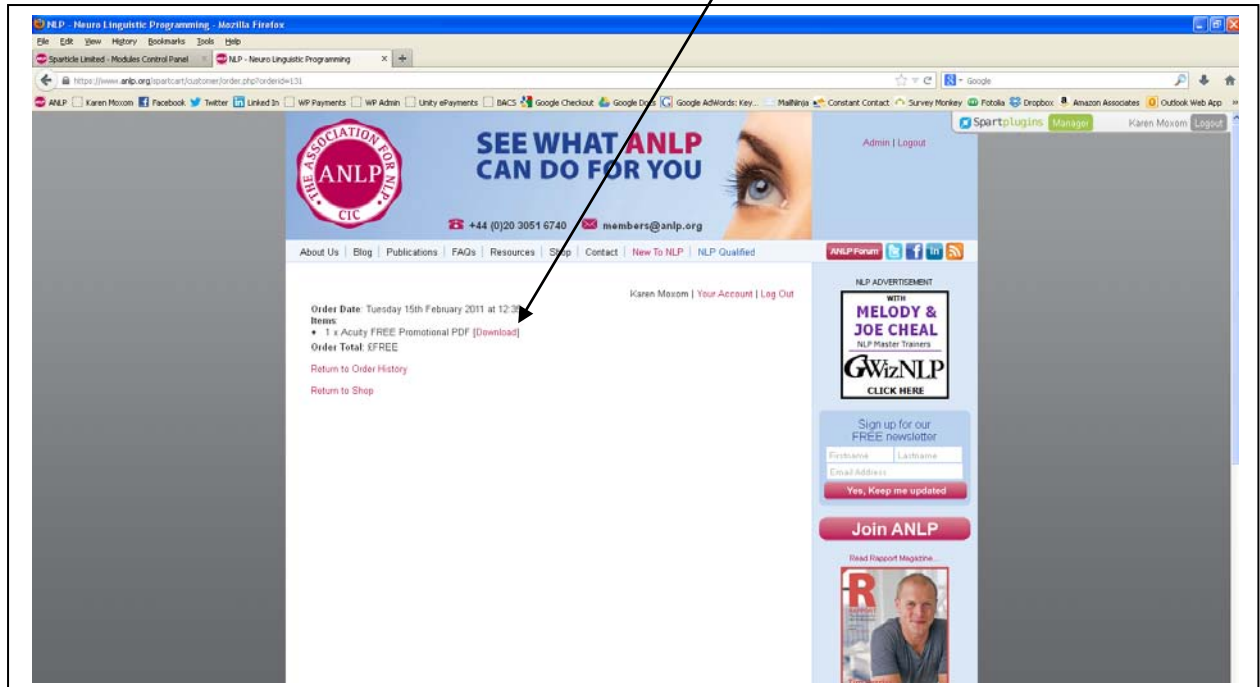 NLP - Neuro Linguistic Programming - Mozilla Firefox
File Edit View History Bookmarks Tools Help
Sparticle Limited - Modules Control Panel × NLP - Neuro Linguistic Programming × +
https://www.anlp.org/spartcart/customer/order.php?orderid=131 Google
ANLP Karen Moxom Facebook Twitter Linked In WP Payments WP Admin Unity ePayments BACS Google Checkout Google Docs Google AdWords: Key... MailNinja Constant Contact Survey Monkey Fotolia Dropbox Amazon Associates Outlook Web App »
Spartplugins Manager Karen Moxom Logout
THE ASSOCIATION FOR NLP
ANLP
CIC
SEE WHAT ANLP
CAN DO FOR YOU
+44 (0)20 3051 6740 members@anlp.org
Admin | Logout
About Us | Blog | Publications | FAQs | Resources | Shop | Contact | New To NLP | NLP Qualified
ANLP Forum
Karen Moxom | Your Account | Log Out
Order Date: Tuesday 15th February 2011 at 12:39
Items:
• 1 x Acuity FREE Promotional PDF [Download]
Order Total: £FREE
Return to Order History
Return to Shop
NLP ADVERTISEMENT
WITH
MELODY &
JOE CHEAL
NLP Master Trainers
GWizNLP
CLICK HERE
Sign up for our
FREE newsletter
Firstname Lastname
Email Address
Yes, Keep me updated
Join ANLP
Read Rapport Magazine...
R
RAPPORT